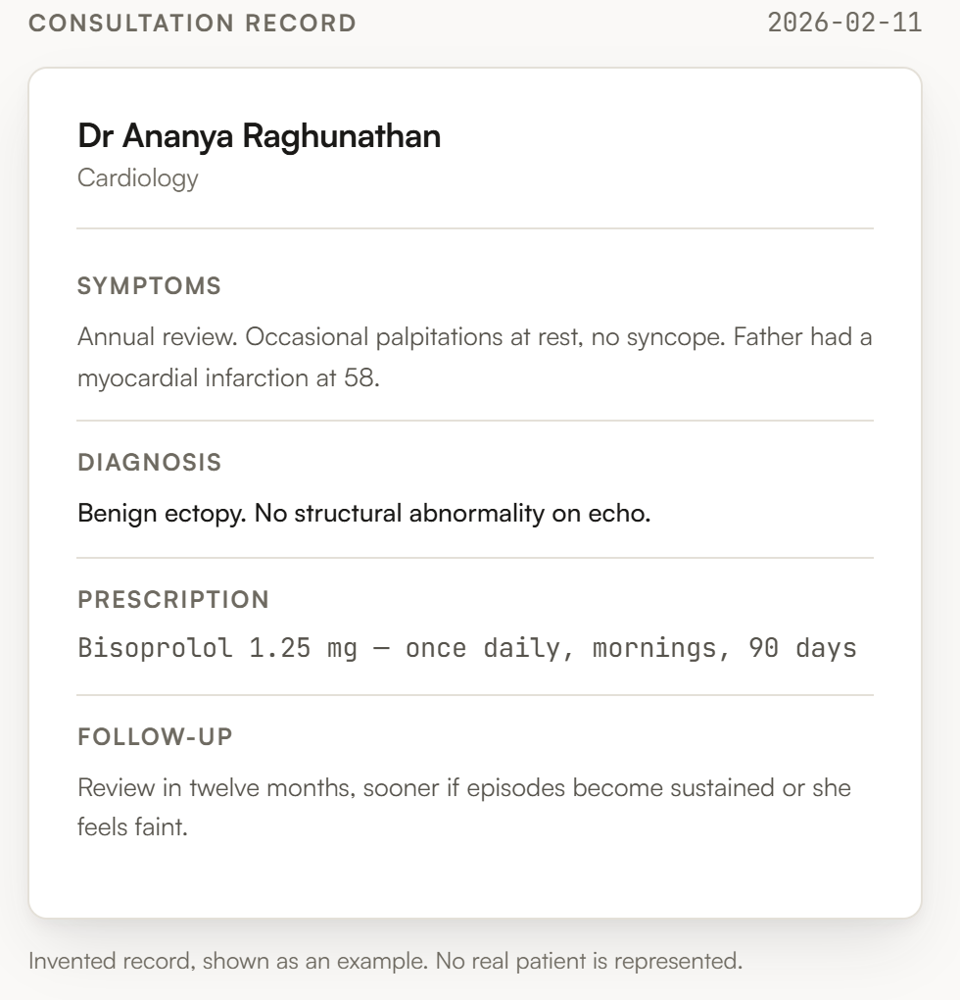 CONSULTATION RECORD 2026-02-11
Dr Ananya Raghunathan
Cardiology
SYMPTOMS
Annual review. Occasional palpitations at rest, no syncope. Father had a
myocardial infarction at 58.
DIAGNOSIS
Benign ectopy. No structural abnormality on echo.
PRESCRIPTION
Bisoprolol 1.25 mg — once daily, mornings, 90 days
FOLLOW-UP
Review in twelve months, sooner if episodes become sustained or she
feels faint.
Invented record, shown as an example. No real patient is represented.